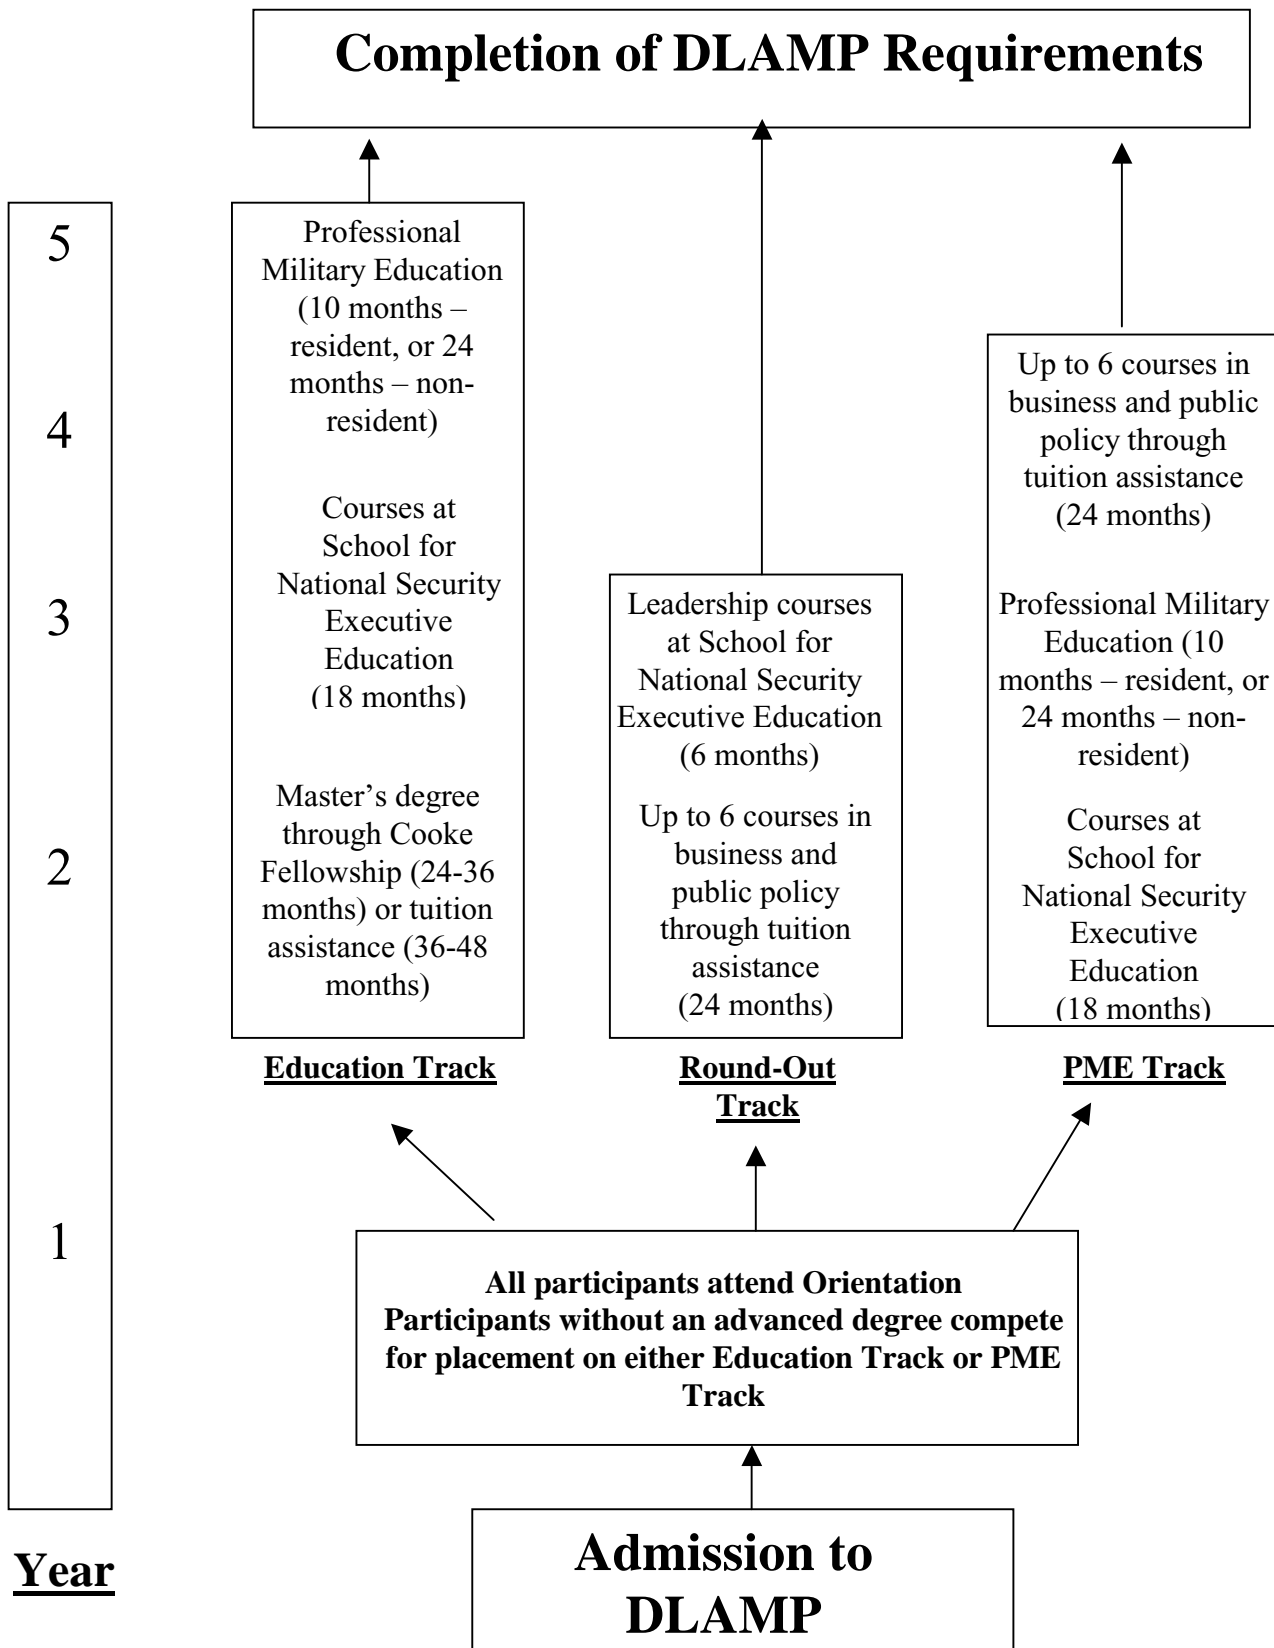 Completion of DLAMP Requirements
5
4
3
2
1
Year
Professional
Military Education
(10 months –
resident, or 24
months – non-
resident)
Courses at
School for
National Security
Executive
Education
(18 months)
Master’s degree
through Cooke
Fellowship (24-36
months) or tuition
assistance (36-48
months)
Education Track
Leadership courses
at School for
National Security
Executive Education
(6 months)
Up to 6 courses in
business and
public policy
through tuition
assistance
(24 months)
Round-Out
Track
Up to 6 courses in
business and public
policy through
tuition assistance
(24 months)
Professional Military
Education (10
months – resident, or
24 months – non-
resident)
Courses at
School for
National Security
Executive
Education
(18 months)
PME Track
All participants attend Orientation
Participants without an advanced degree compete
for placement on either Education Track or PME
Track
Admission to
DLAMP